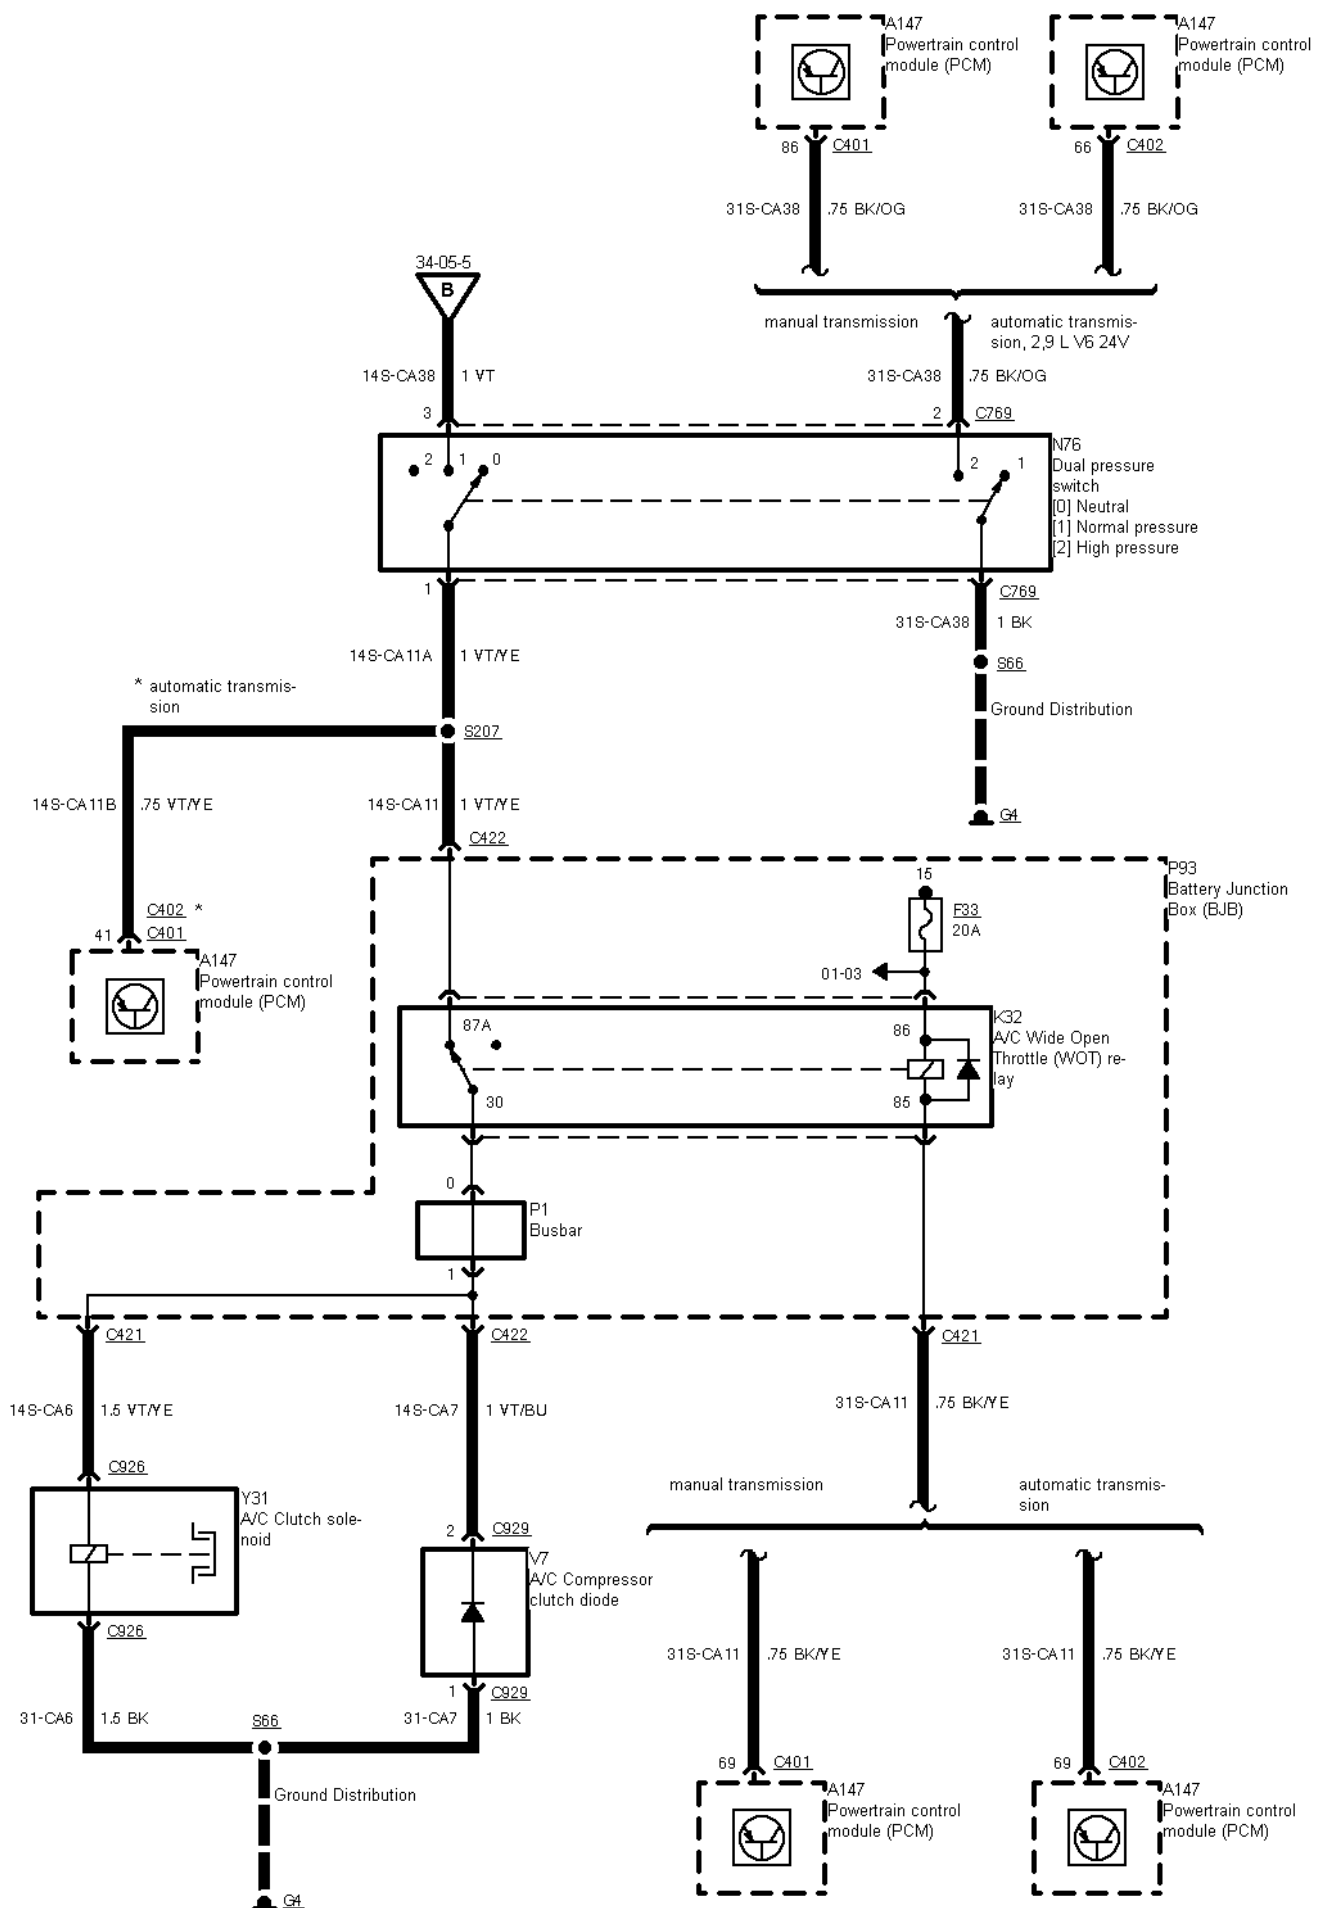 A147
Powertrain control
module (PCM)
A147
Powertrain control
module (PCM)
86 C401
66 C402
31S-CA38 .75 BK/OG
31S-CA38 .75 BK/OG
34-05-5
B
manual transmission
automatic transmis-
sion, 2,9 L V6 24V
14S-CA38 1 VT
31S-CA38 .75 BK/OG
3
2 C769
2 1 0
2 1
N76
Dual pressure
switch
[0] Neutral
[1] Normal pressure
[2] High pressure
1
C769
31S-CA38 1 BK
14S-CA11A 1 VT/YE
S66
* automatic transmis-
sion
Ground Distribution
S207
14S-CA11B .75 VT/YE
14S-CA11 1 VT/YE
G4
C422
P93
Battery Junction
Box (BJB)
15
F33
20A
C402 *
41 C401
A147
Powertrain control
module (PCM)
01-03
87A
86
K32
A/C Wide Open
Throttle (WOT) re-
lay
30
85
0
P1
Busbar
1
C421
C422
C421
14S-CA6 1.5 VT/YE
14S-CA7 1 VT/BU
31S-CA11 .75 BK/YE
C926
manual transmission
automatic transmis-
sion
Y31
A/C Clutch sole-
noid
2 C929
V7
A/C Compressor
clutch diode
C926
31S-CA11 .75 BK/YE
31S-CA11 .75 BK/YE
1 C929
31-CA6 1.5 BK
S66
31-CA7 1 BK
69 C401
69 C402
Ground Distribution
A147
Powertrain control
module (PCM)
A147
Powertrain control
module (PCM)
G4